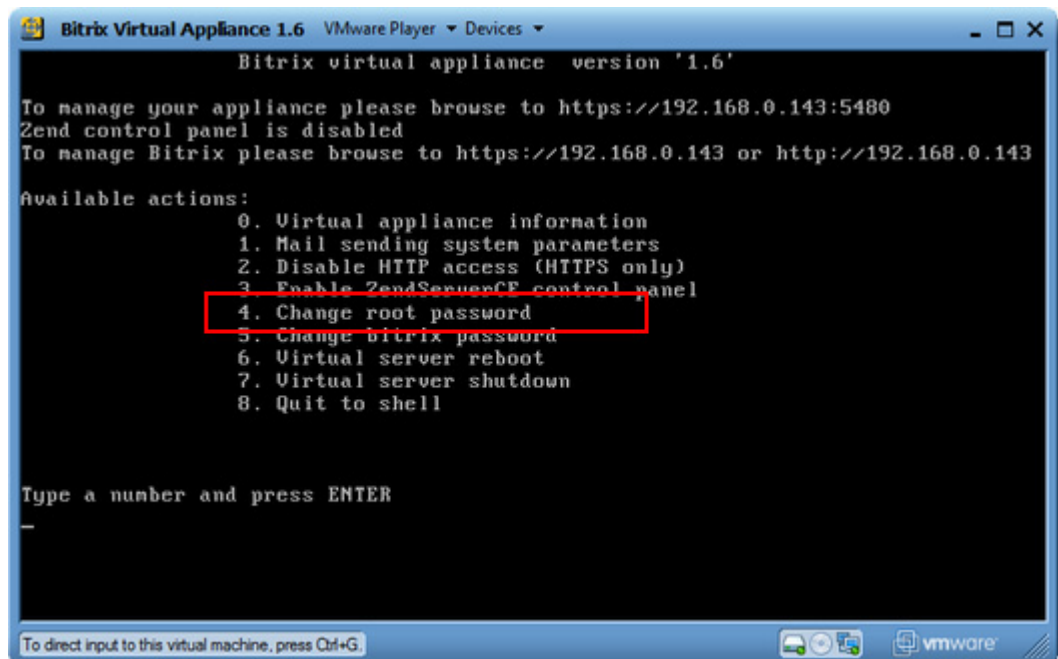 Bitrix Virtual Appliance 1.6 VMware Player Devices
Bitrix virtual appliance version '1.6'
To manage your appliance please browse to https://192.168.0.143:5480
Zend control panel is disabled
To manage Bitrix please browse to https://192.168.0.143 or http://192.168.0.143
Available actions:
0. Virtual appliance information
1. Mail sending system parameters
2. Disable HTTP access (HTTPS only)
3. Enable ZendServerCE control panel
4. Change root password
5. Change bitrix password
6. Virtual server reboot
7. Virtual server shutdown
8. Quit to shell
Type a number and press ENTER
To direct input to this virtual machine, press Ctrl+G.
vmware